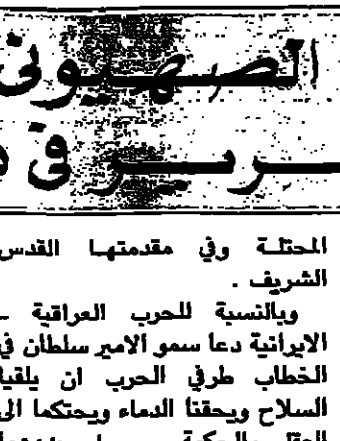 الصهيوني
في
المحتلة وفي مقدمتها القدس
الشريف .
وبالنسبة للحرب العراقية ـ
الايرانية دعا سمو الامير سلطان في
الخطاب طرفي الحرب ان يلقيا
السلاح ويحقنا الدماء ويحتكما الى